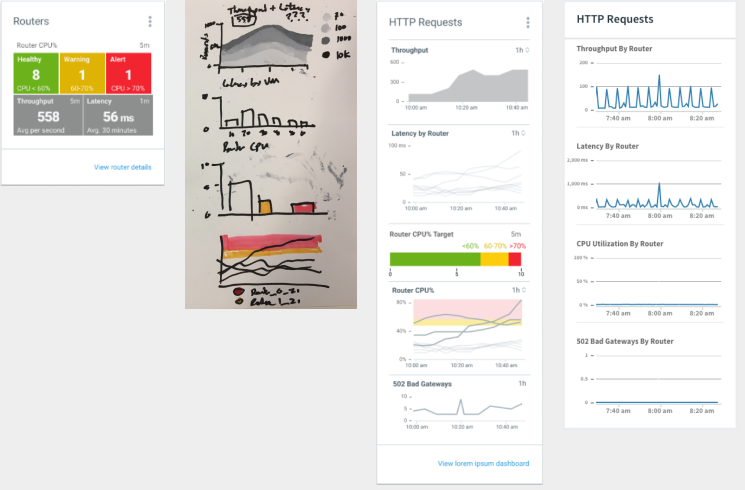 Routers
Router CPU% 5m
Healthy Warning Alert
8 1 1
CPU < 60% 60-70% CPU > 70%
Throughput 5m Latency 1m
558 56 ms
Avg per second Avg. 30 minutes
View router details
Throughput + Latency
???
558
70
100
1000
10K
Latency by
Router CPU
HTTP Requests
Throughput 1h
600
300
0
10:00 am 10:20 am 10:40 am
Latency by Router 1h
100 ms
50
0
10:00 am 10:20 am 10:40 am
Router CPU% Target 5m
<60% 60-70% >70%
0 5 10
Router CPU% 1h
80%
40%
0%
10:00 am 10:20 am 10:40 am
502 Bad Gateways 1h
10
5
0
10:00 am 10:20 am 10:40 am
View lorem ipsum dashboard
HTTP Requests
Throughput By Router
200
100
0
7:40 am 8:00 am 8:20 am
Latency By Router
2,000 ms
1,000 ms
0 ms
7:40 am 8:00 am 8:20 am
CPU Utilization By Router
100 %
50 %
0 %
7:40 am 8:00 am 8:20 am
502 Bad Gateways By Router
1
0.5
0
7:40 am 8:00 am 8:20 am